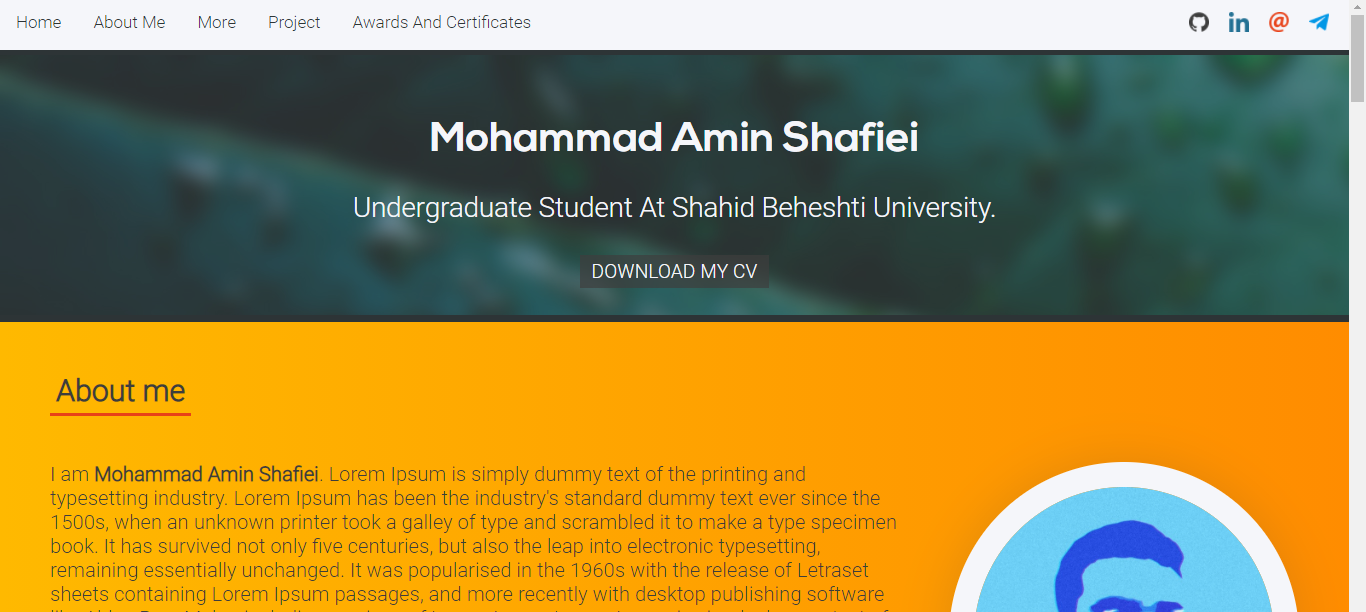 Home About Me More Project Awards And Certificates
Mohammad Amin Shafiei
Undergraduate Student At Shahid Beheshti University.
DOWNLOAD MY CV
About me
I am Mohammad Amin Shafiei. Lorem Ipsum is simply dummy text of the printing and
typesetting industry. Lorem Ipsum has been the industry's standard dummy text ever since the
1500s, when an unknown printer took a galley of type and scrambled it to make a type specimen
book. It has survived not only five centuries, but also the leap into electronic typesetting,
remaining essentially unchanged. It was popularised in the 1960s with the release of Letraset
sheets containing Lorem Ipsum passages, and more recently with desktop publishing software